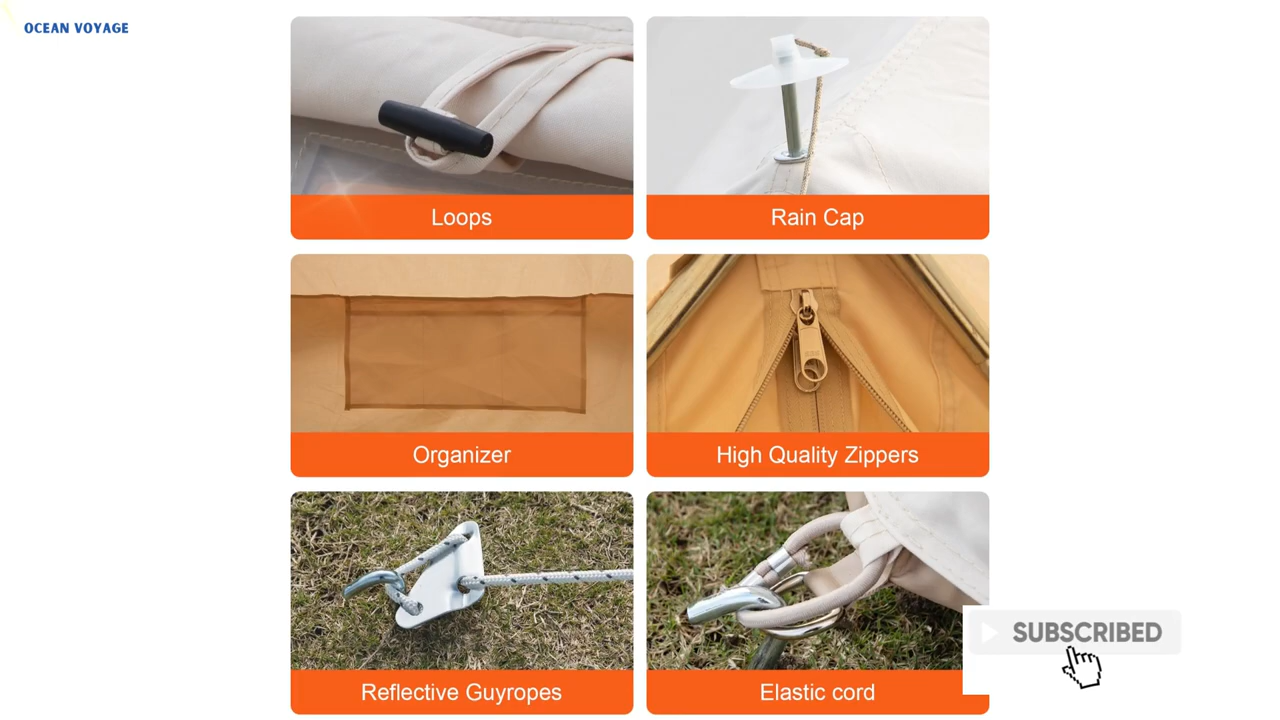 OCEAN VOYAGE
Loops
Rain Cap
Organizer
High Quality Zippers
Reflective Guyropes
Elastic cord
SUBSCRIBED